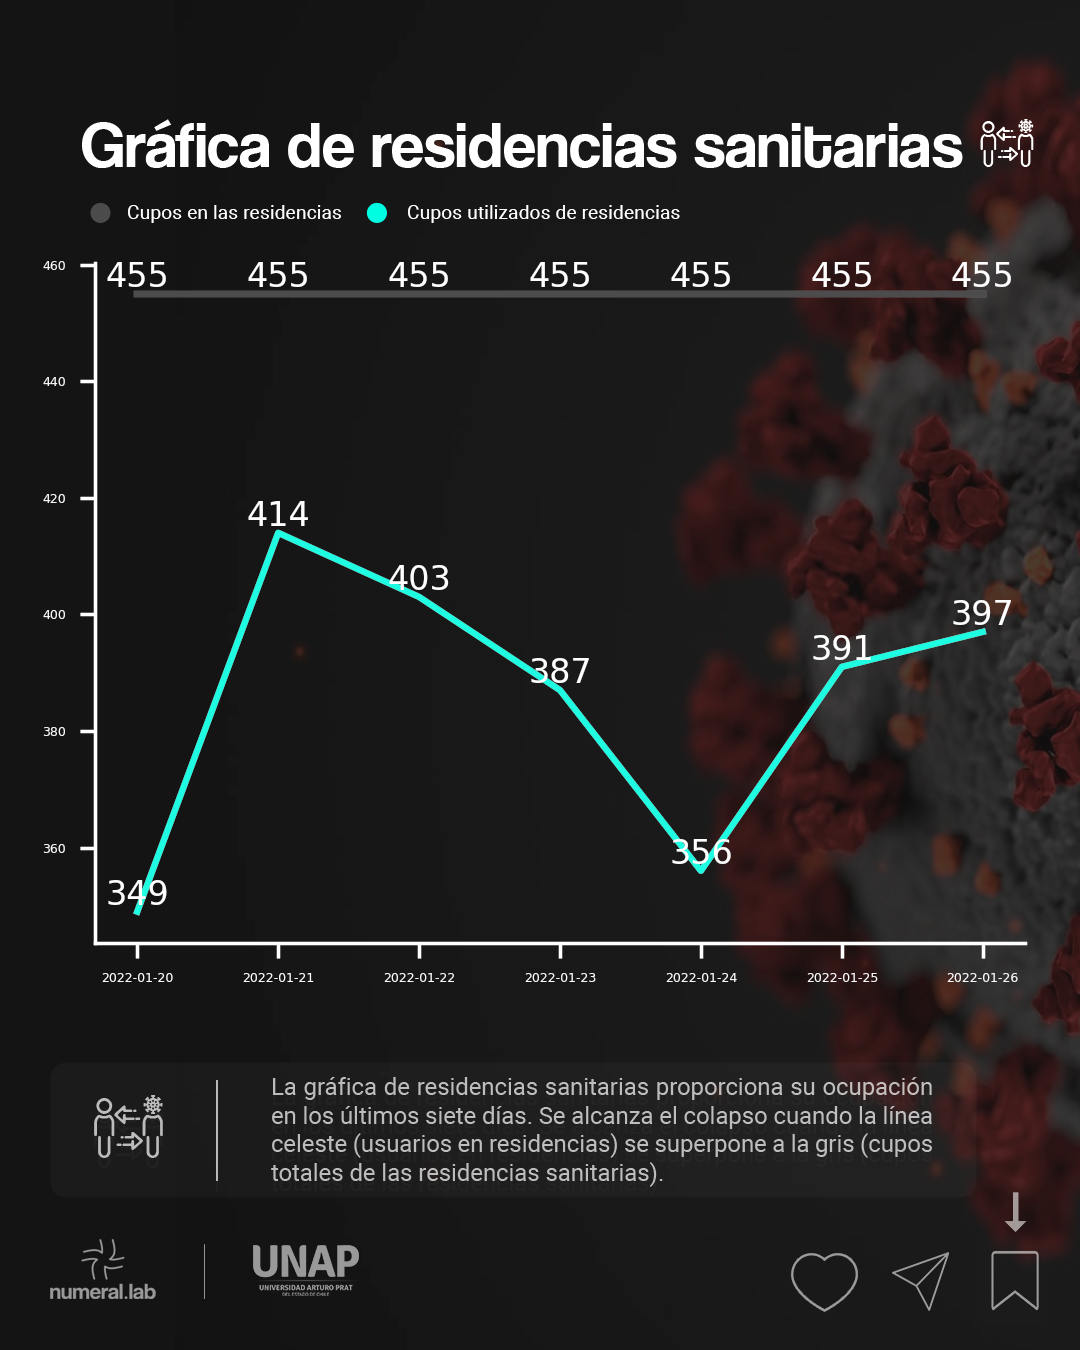 Gráfica de residencias sanitarias
Cupos en las residencias Cupos utilizados de residencias
460
455 455 455 455 455 455 455
440
420
414
403
400
397
391
387
380
360
356
349
2022-01-20 2022-01-21 2022-01-22 2022-01-23 2022-01-24 2022-01-25 2022-01-26
La gráfica de residencias sanitarias proporciona su ocupación
en los últimos siete días. Se alcanza el colapso cuando la línea
celeste (usuarios en residencias) se superpone a la gris (cupos
totales de las residencias sanitarias).
numeral.lab
UNAP
UNIVERSIDAD ARTURO PRAT
DEL ESTADO DE CHILE